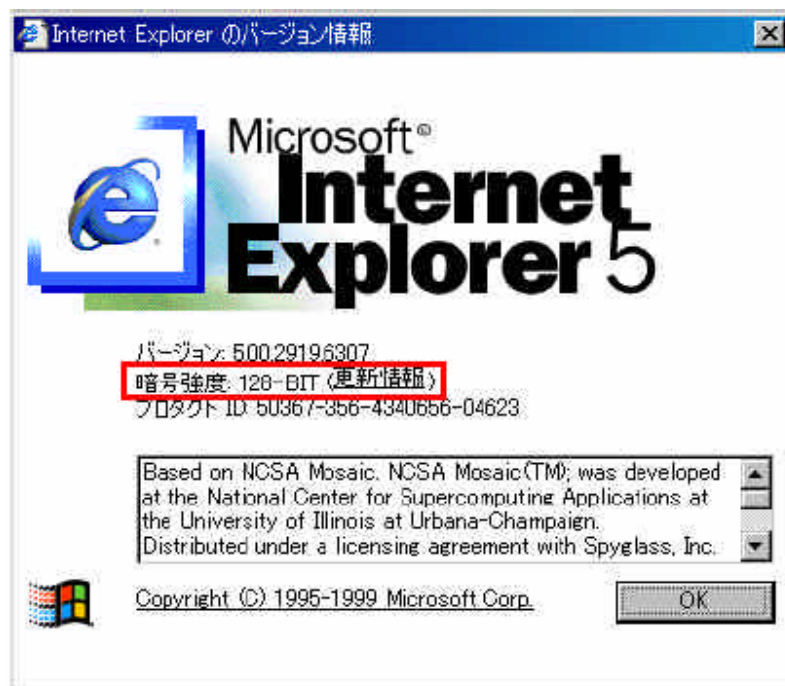 Internet Explorer のバージョン情報
Microsoft®
Internet
Explorer 5
バージョン: 5.00.2919.6307
暗号強度: 128-BIT (更新情報)
プロダクト ID: 50367-356-4340656-04623
Based on NCSA Mosaic. NCSA Mosaic(TM); was developed
at the National Center for Supercomputing Applications at
the University of Illinois at Urbana-Champaign.
Distributed under a licensing agreement with Spyglass, Inc.
Copyright (C) 1995-1999 Microsoft Corp.
OK